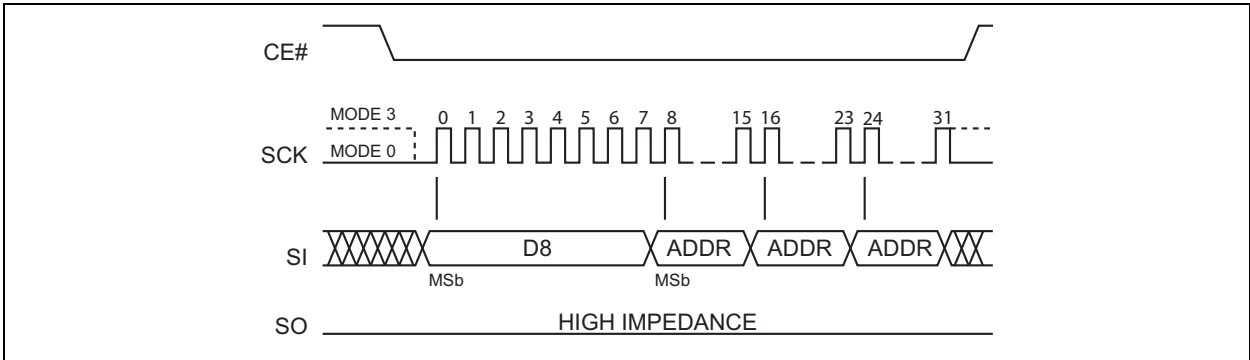 CE#
MODE 3
0 1 2 3 4 5 6 7 8 15 16 23 24 31
SCK MODE 0
SI D8 ADDR ADDR ADDR
MSb MSb
SO HIGH IMPEDANCE